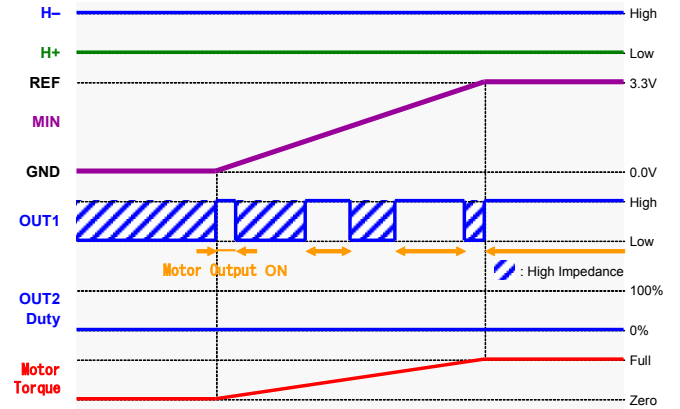 H– High
H+ Low
REF 3.3V
MIN
GND 0.0V
High
OUT1
Low
Motor Output ON
: High Impedance
100%
OUT2
Duty
0%
Full
Motor
Torque
Zero